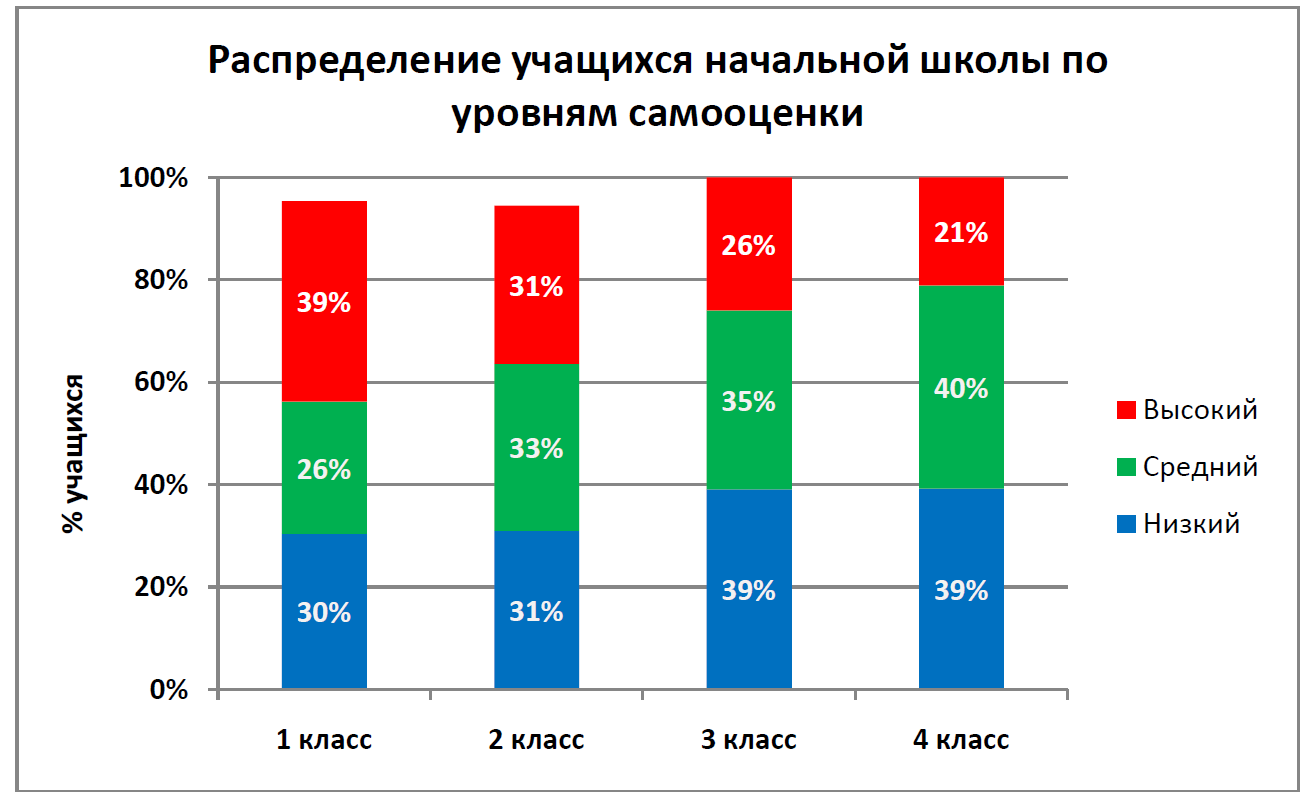 Распределение учащихся начальной школы по
уровням самооценки
% учащихся
100%
80%
60%
40%
20%
0%
39%
26%
30%
31%
33%
31%
26%
35%
39%
21%
40%
39%
1 класс
2 класс
3 класс
4 класс
Высокий
Средний
Низкий